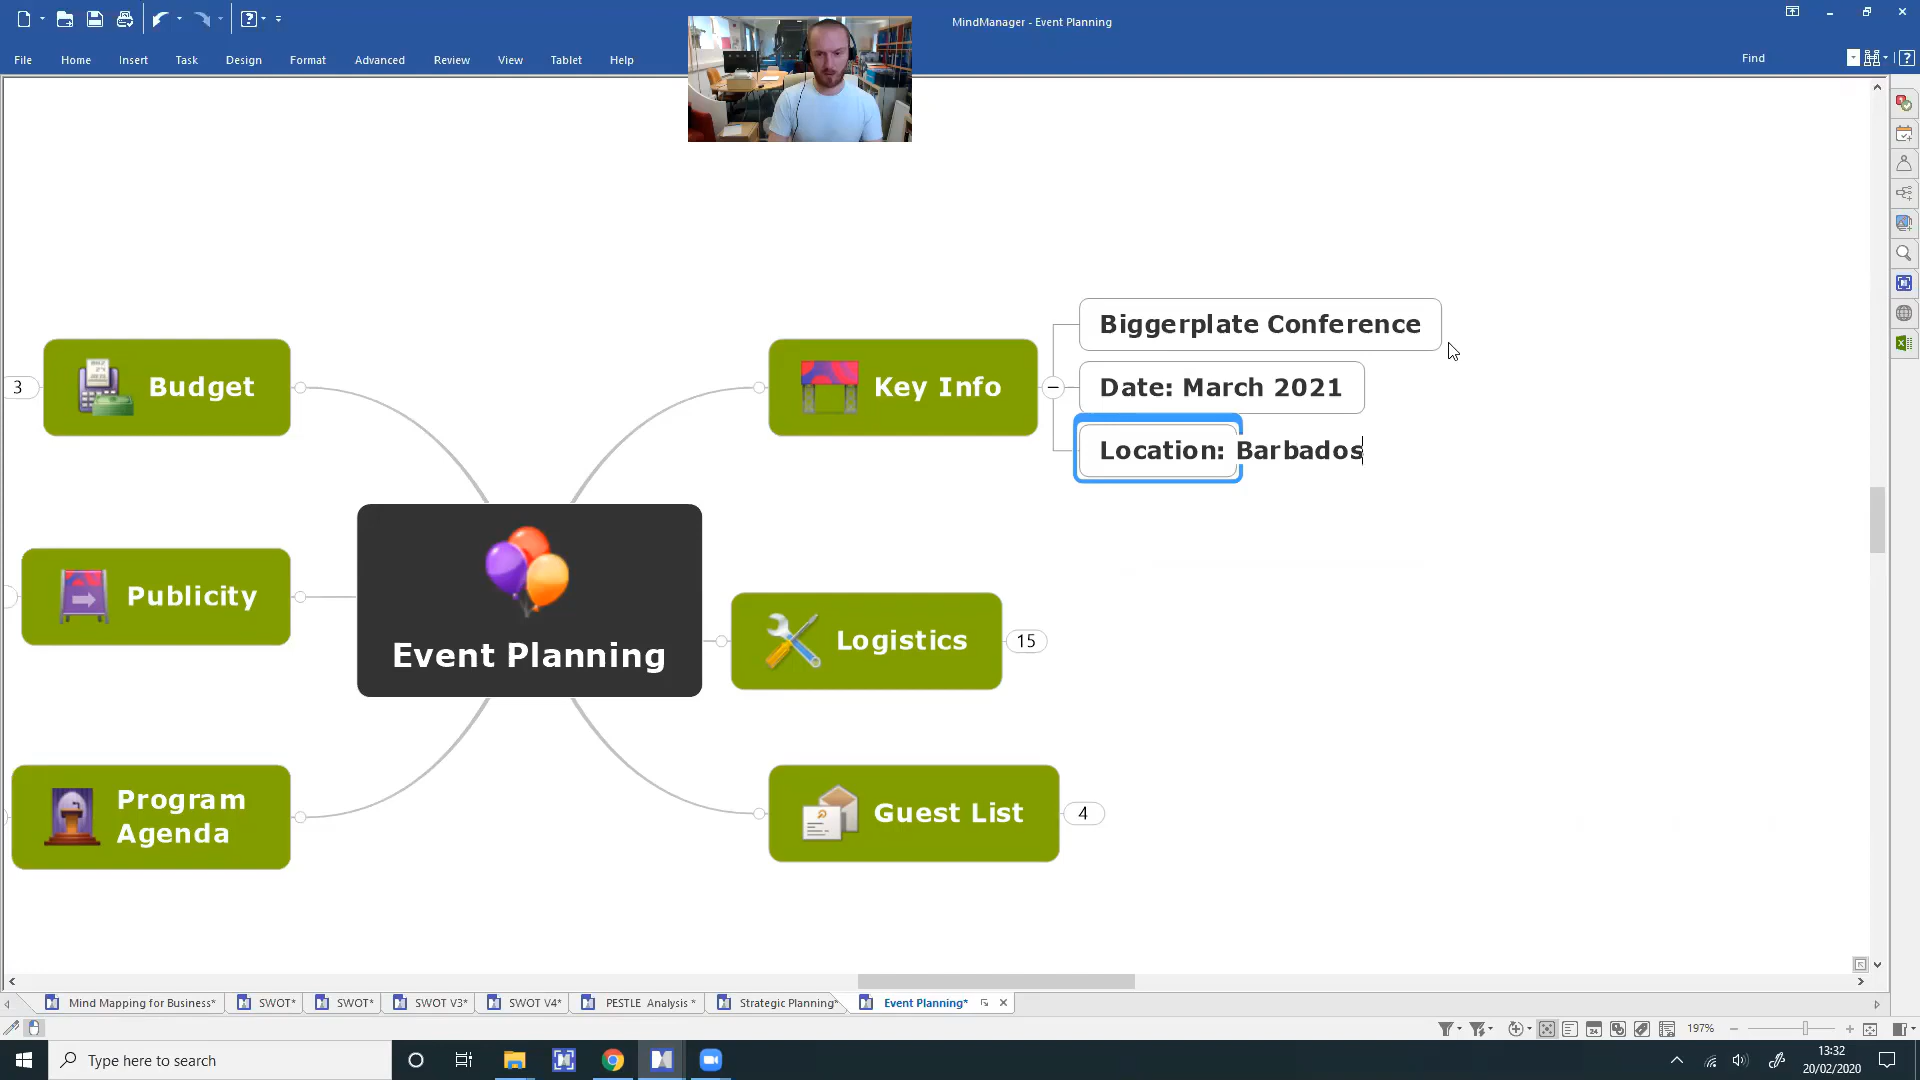 MindManager - Event Planning
File Home Insert Task Design Format Advanced Review View Tablet Help Find
Biggerplate Conference
3 Budget Key Info Date: March 2021
Location: Barbados
Publicity
Logistics 15
Event Planning
Program
Agenda
Guest List 4
Mind Mapping for Business* SWOT* SWOT* SWOT V3* SWOT V4* PESTLE Analysis * Strategic Planning* Event Planning*
197%
Type here to search
13:32
20/02/2020